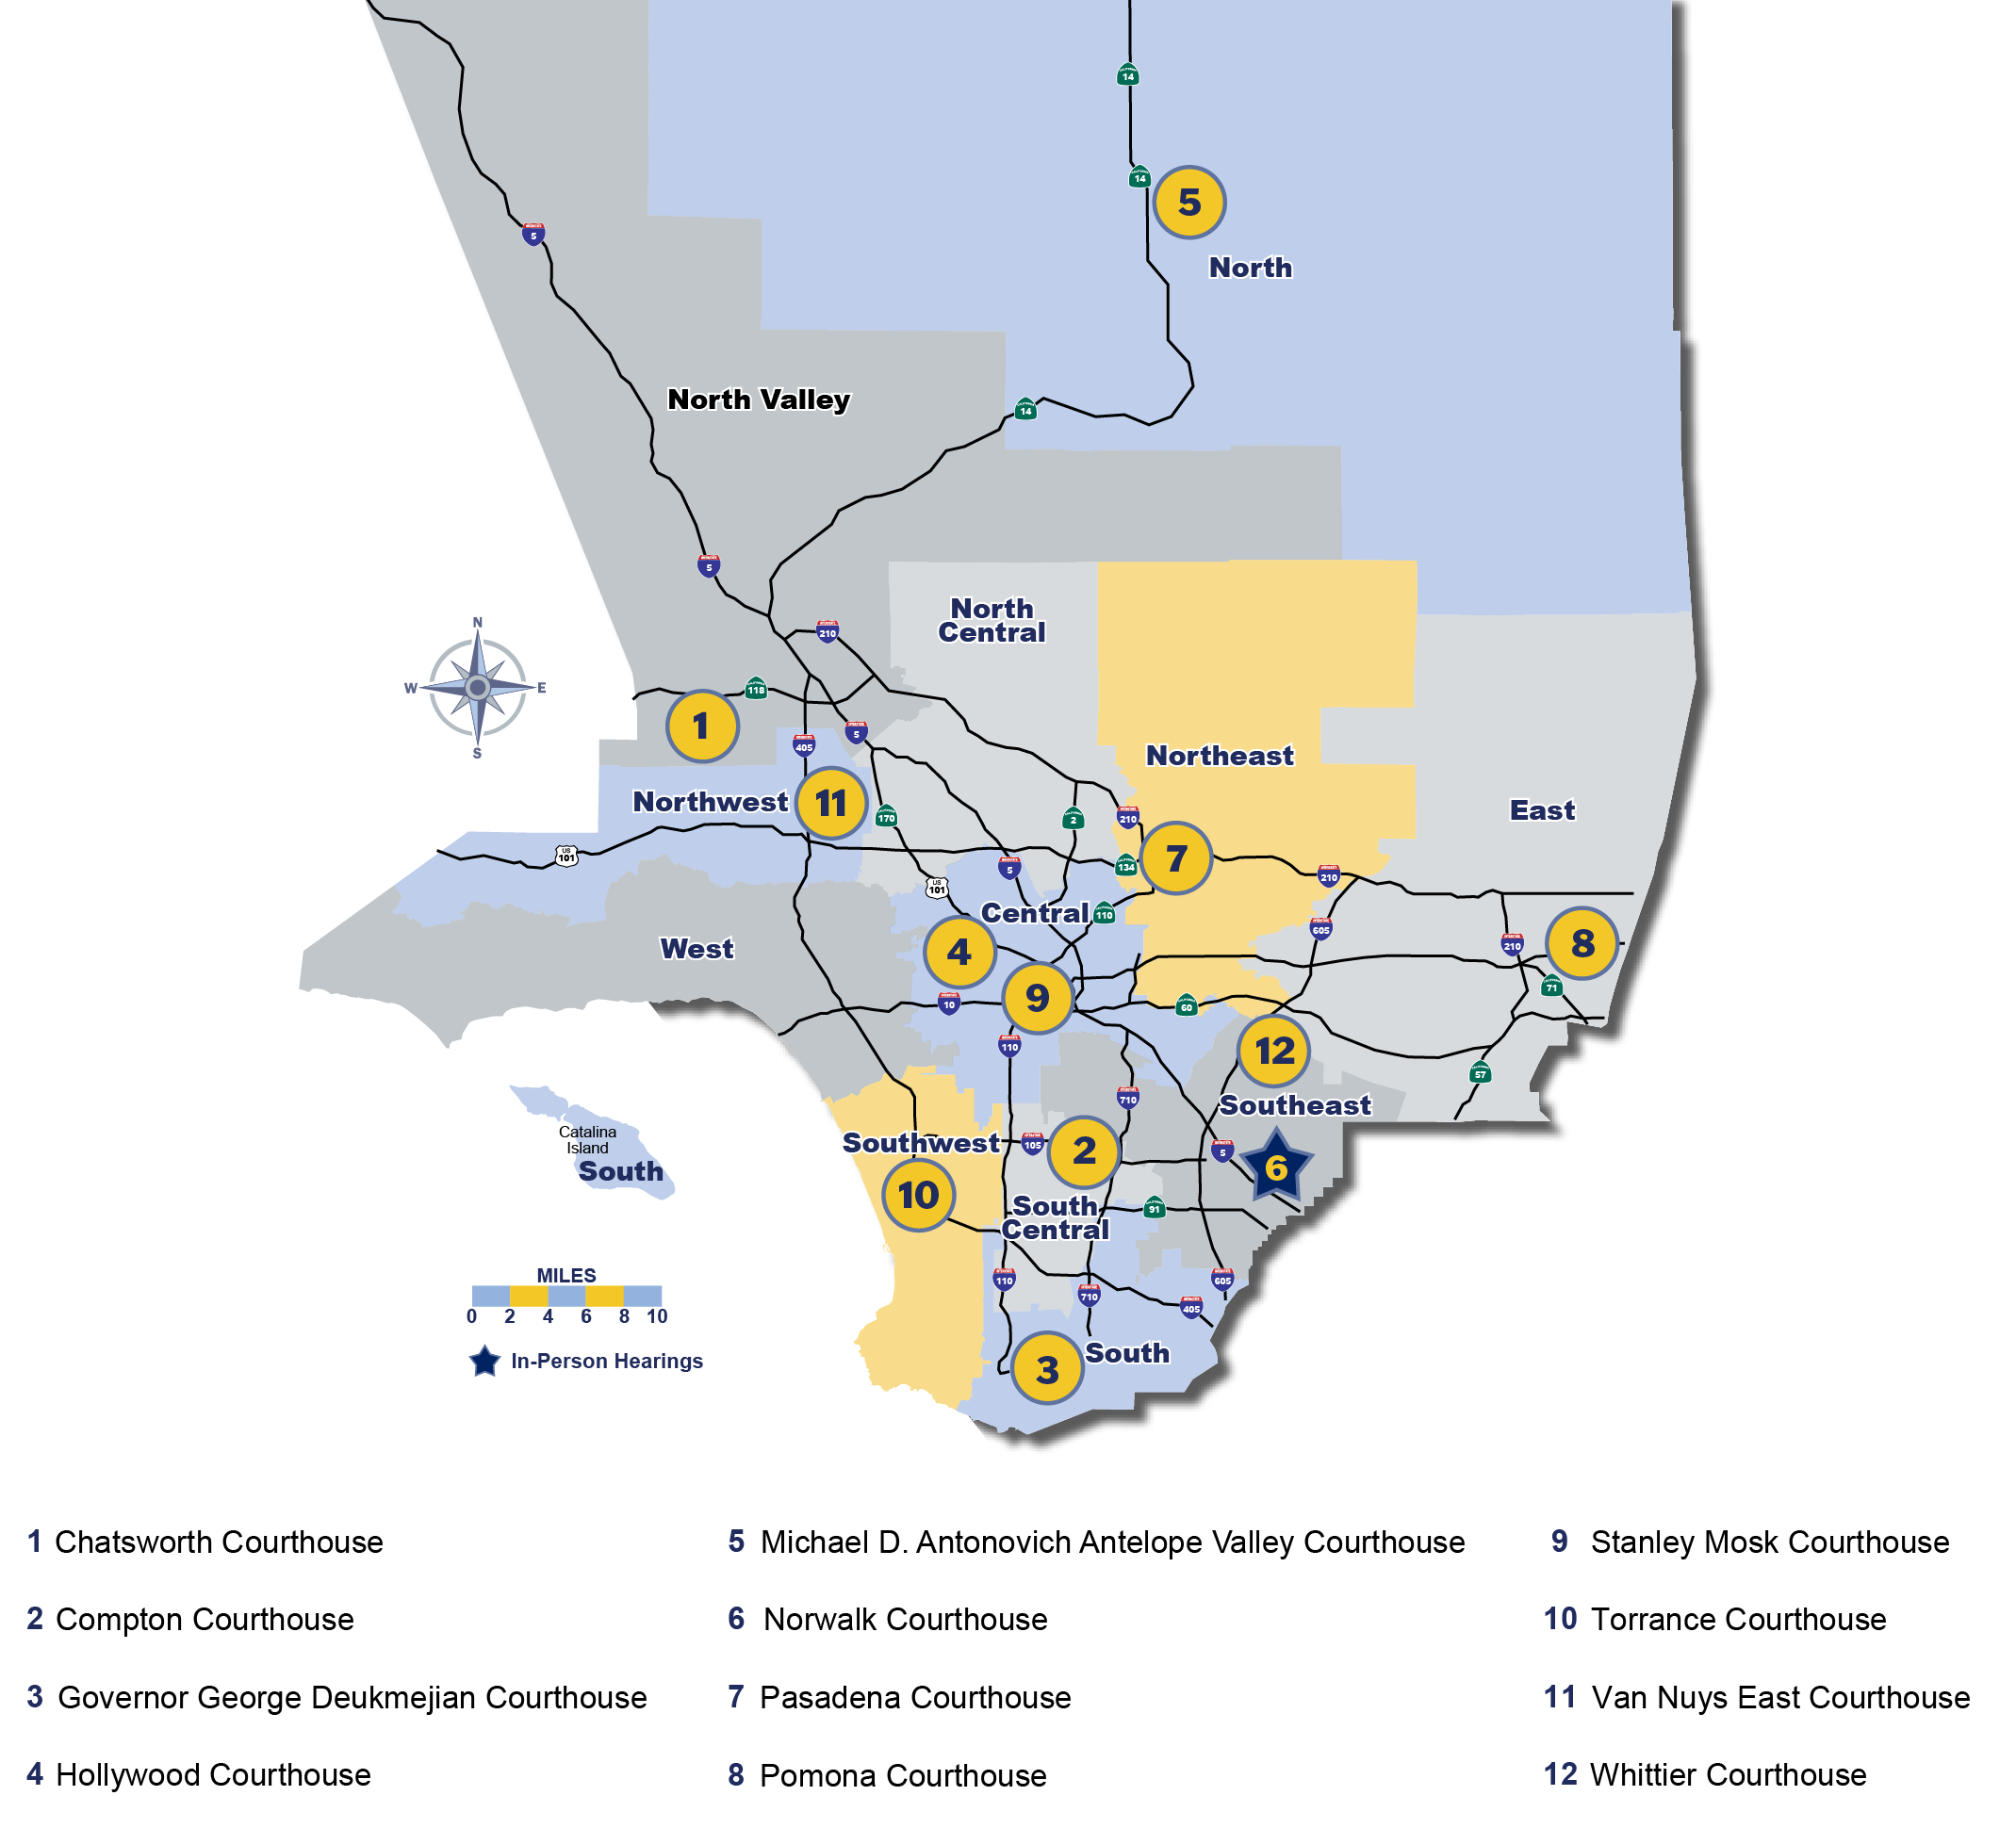 14
14
5
5
North
North Valley
14
5
North
Central
210
N
W
E
S
118
1
405
5
Northeast
Northwest
11
170
2
210
East
US
101
5
134
7
210
US
101
Central
110
605
4
210
8
West
9
10
60
71
110
12
57
710
Southeast
Catalina
Island
South
Southwest
105
2
5
6
10
South
Central
91
MILES
0 2 4 6 8 10
110
710
605
405
In-Person Hearings
3
South
1 Chatsworth Courthouse
2 Compton Courthouse
3 Governor George Deukmejian Courthouse
4 Hollywood Courthouse
5 Michael D. Antonovich Antelope Valley Courthouse
6 Norwalk Courthouse
7 Pasadena Courthouse
8 Pomona Courthouse
9 Stanley Mosk Courthouse
10 Torrance Courthouse
11 Van Nuys East Courthouse
12 Whittier Courthouse